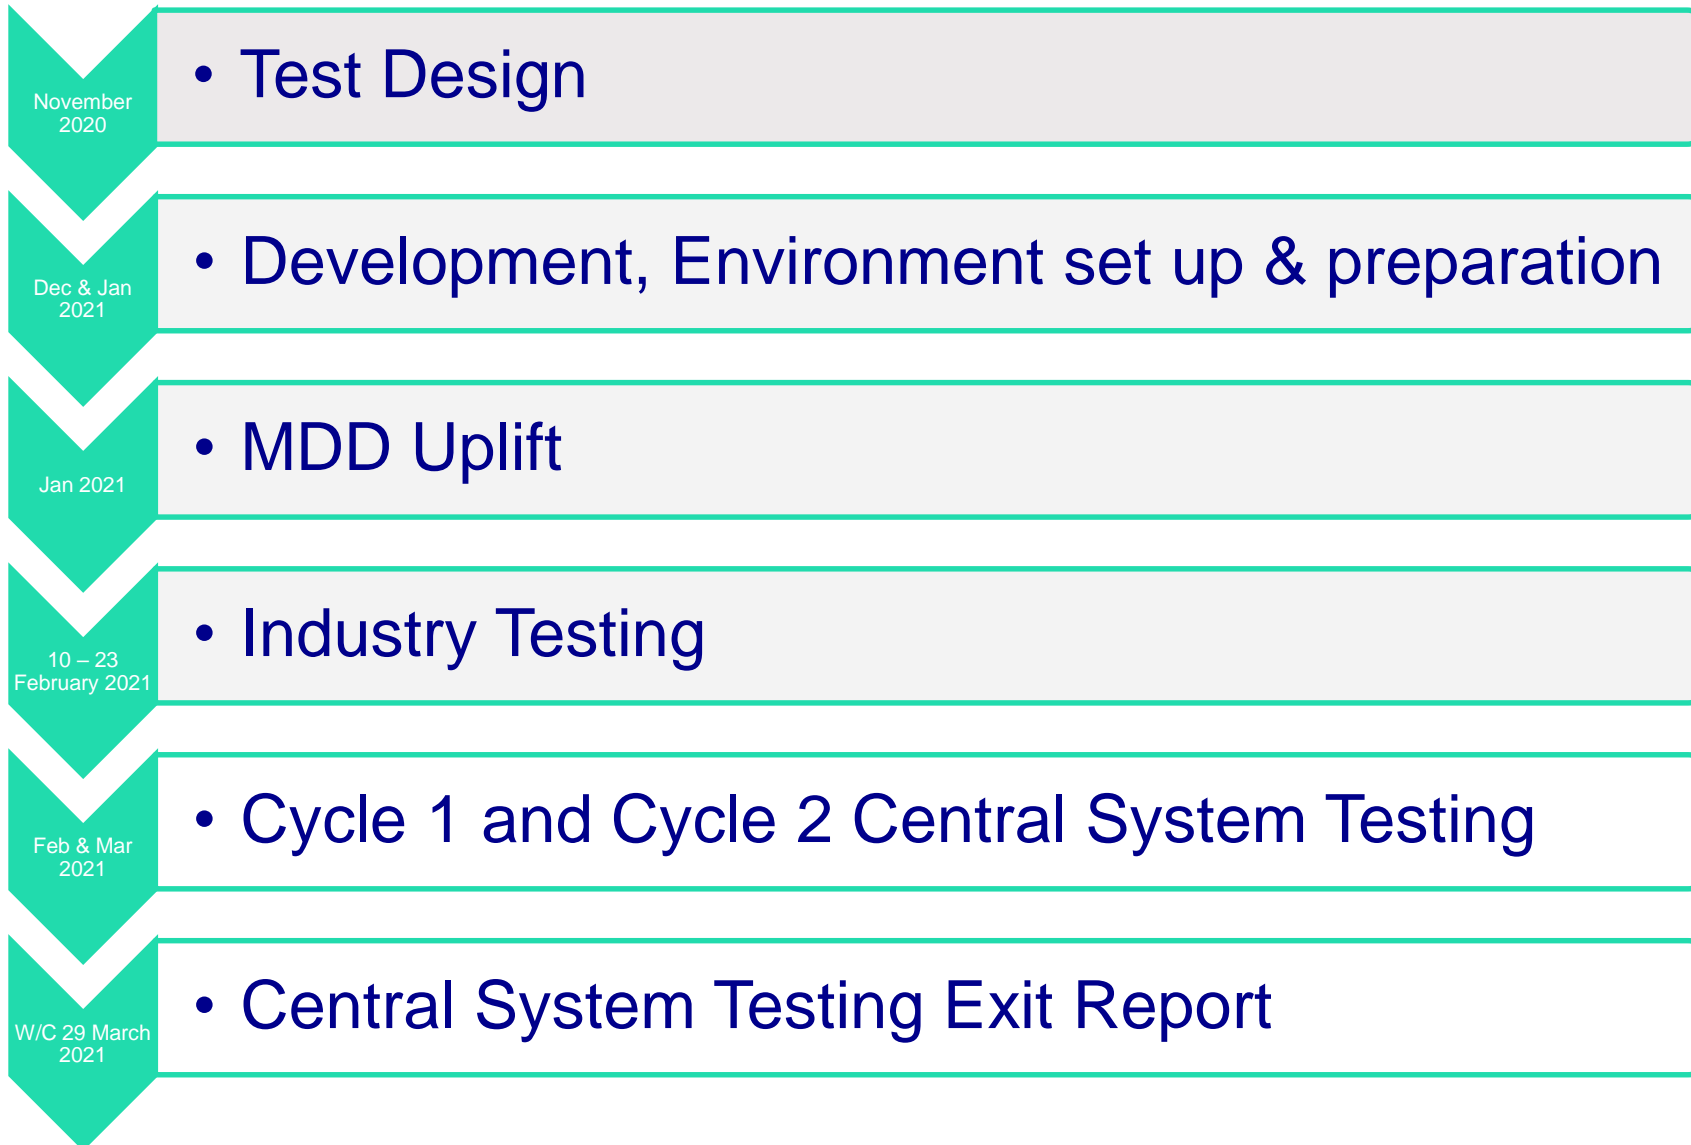 November
2020
• Test Design
Dec & Jan
2021
• Development, Environment set up & preparation
Jan 2021
• MDD Uplift
10 – 23
February 2021
• Industry Testing
Feb & Mar
2021
• Cycle 1 and Cycle 2 Central System Testing
W/C 29 March
2021
• Central System Testing Exit Report